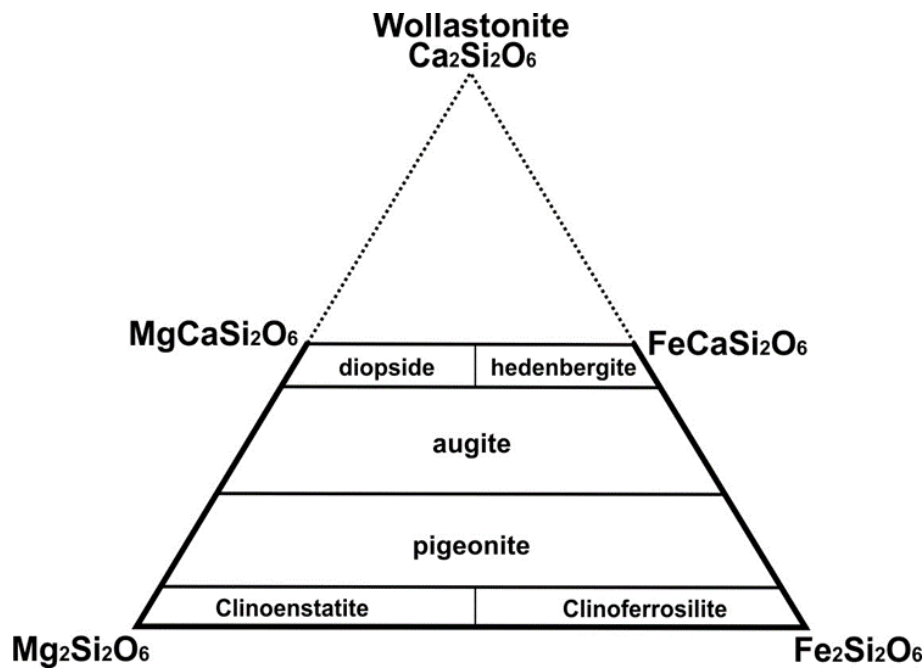 Wollastonite
Ca₂Si₂O₆
MgCaSi₂O₆
FeCaSi₂O₆
diopside
hedenbergite
augite
pigeonite
Clinoenstatite
Clinoferrosilite
Mg₂Si₂O₆
Fe₂Si₂O₆